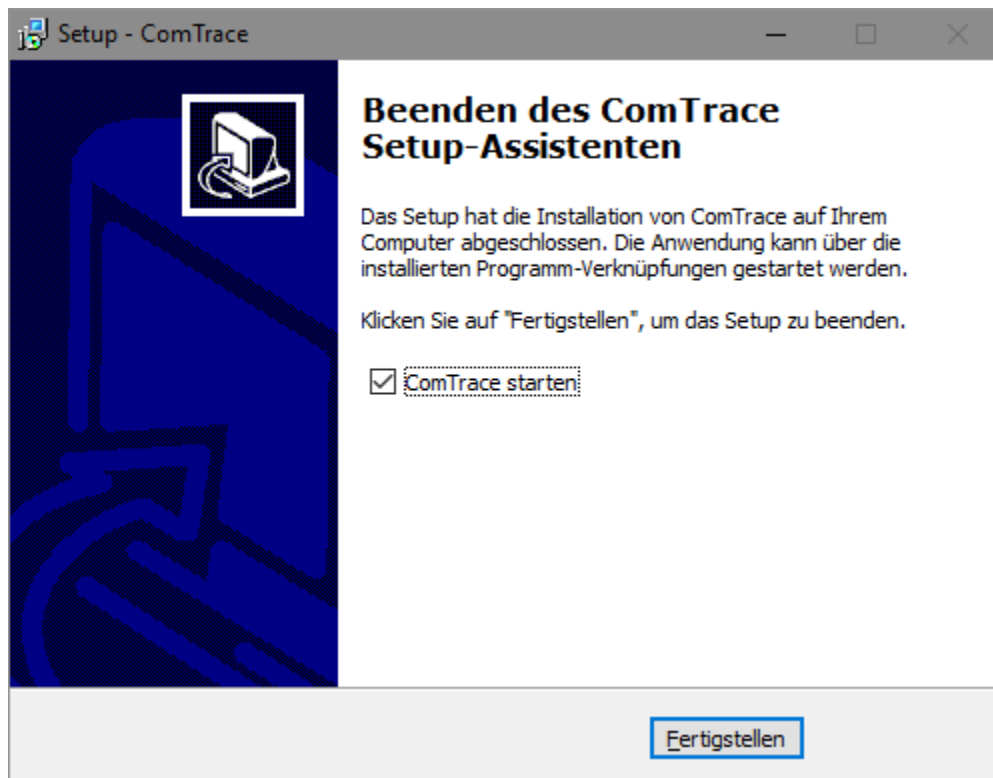 Setup - ComTrace
Beenden des ComTrace
Setup-Assistenten
Das Setup hat die Installation von ComTrace auf Ihrem
Computer abgeschlossen. Die Anwendung kann über die
installierten Programm-Verknüpfungen gestartet werden.
Klicken Sie auf "Fertigstellen", um das Setup zu beenden.
ComTrace starten
Fertigstellen